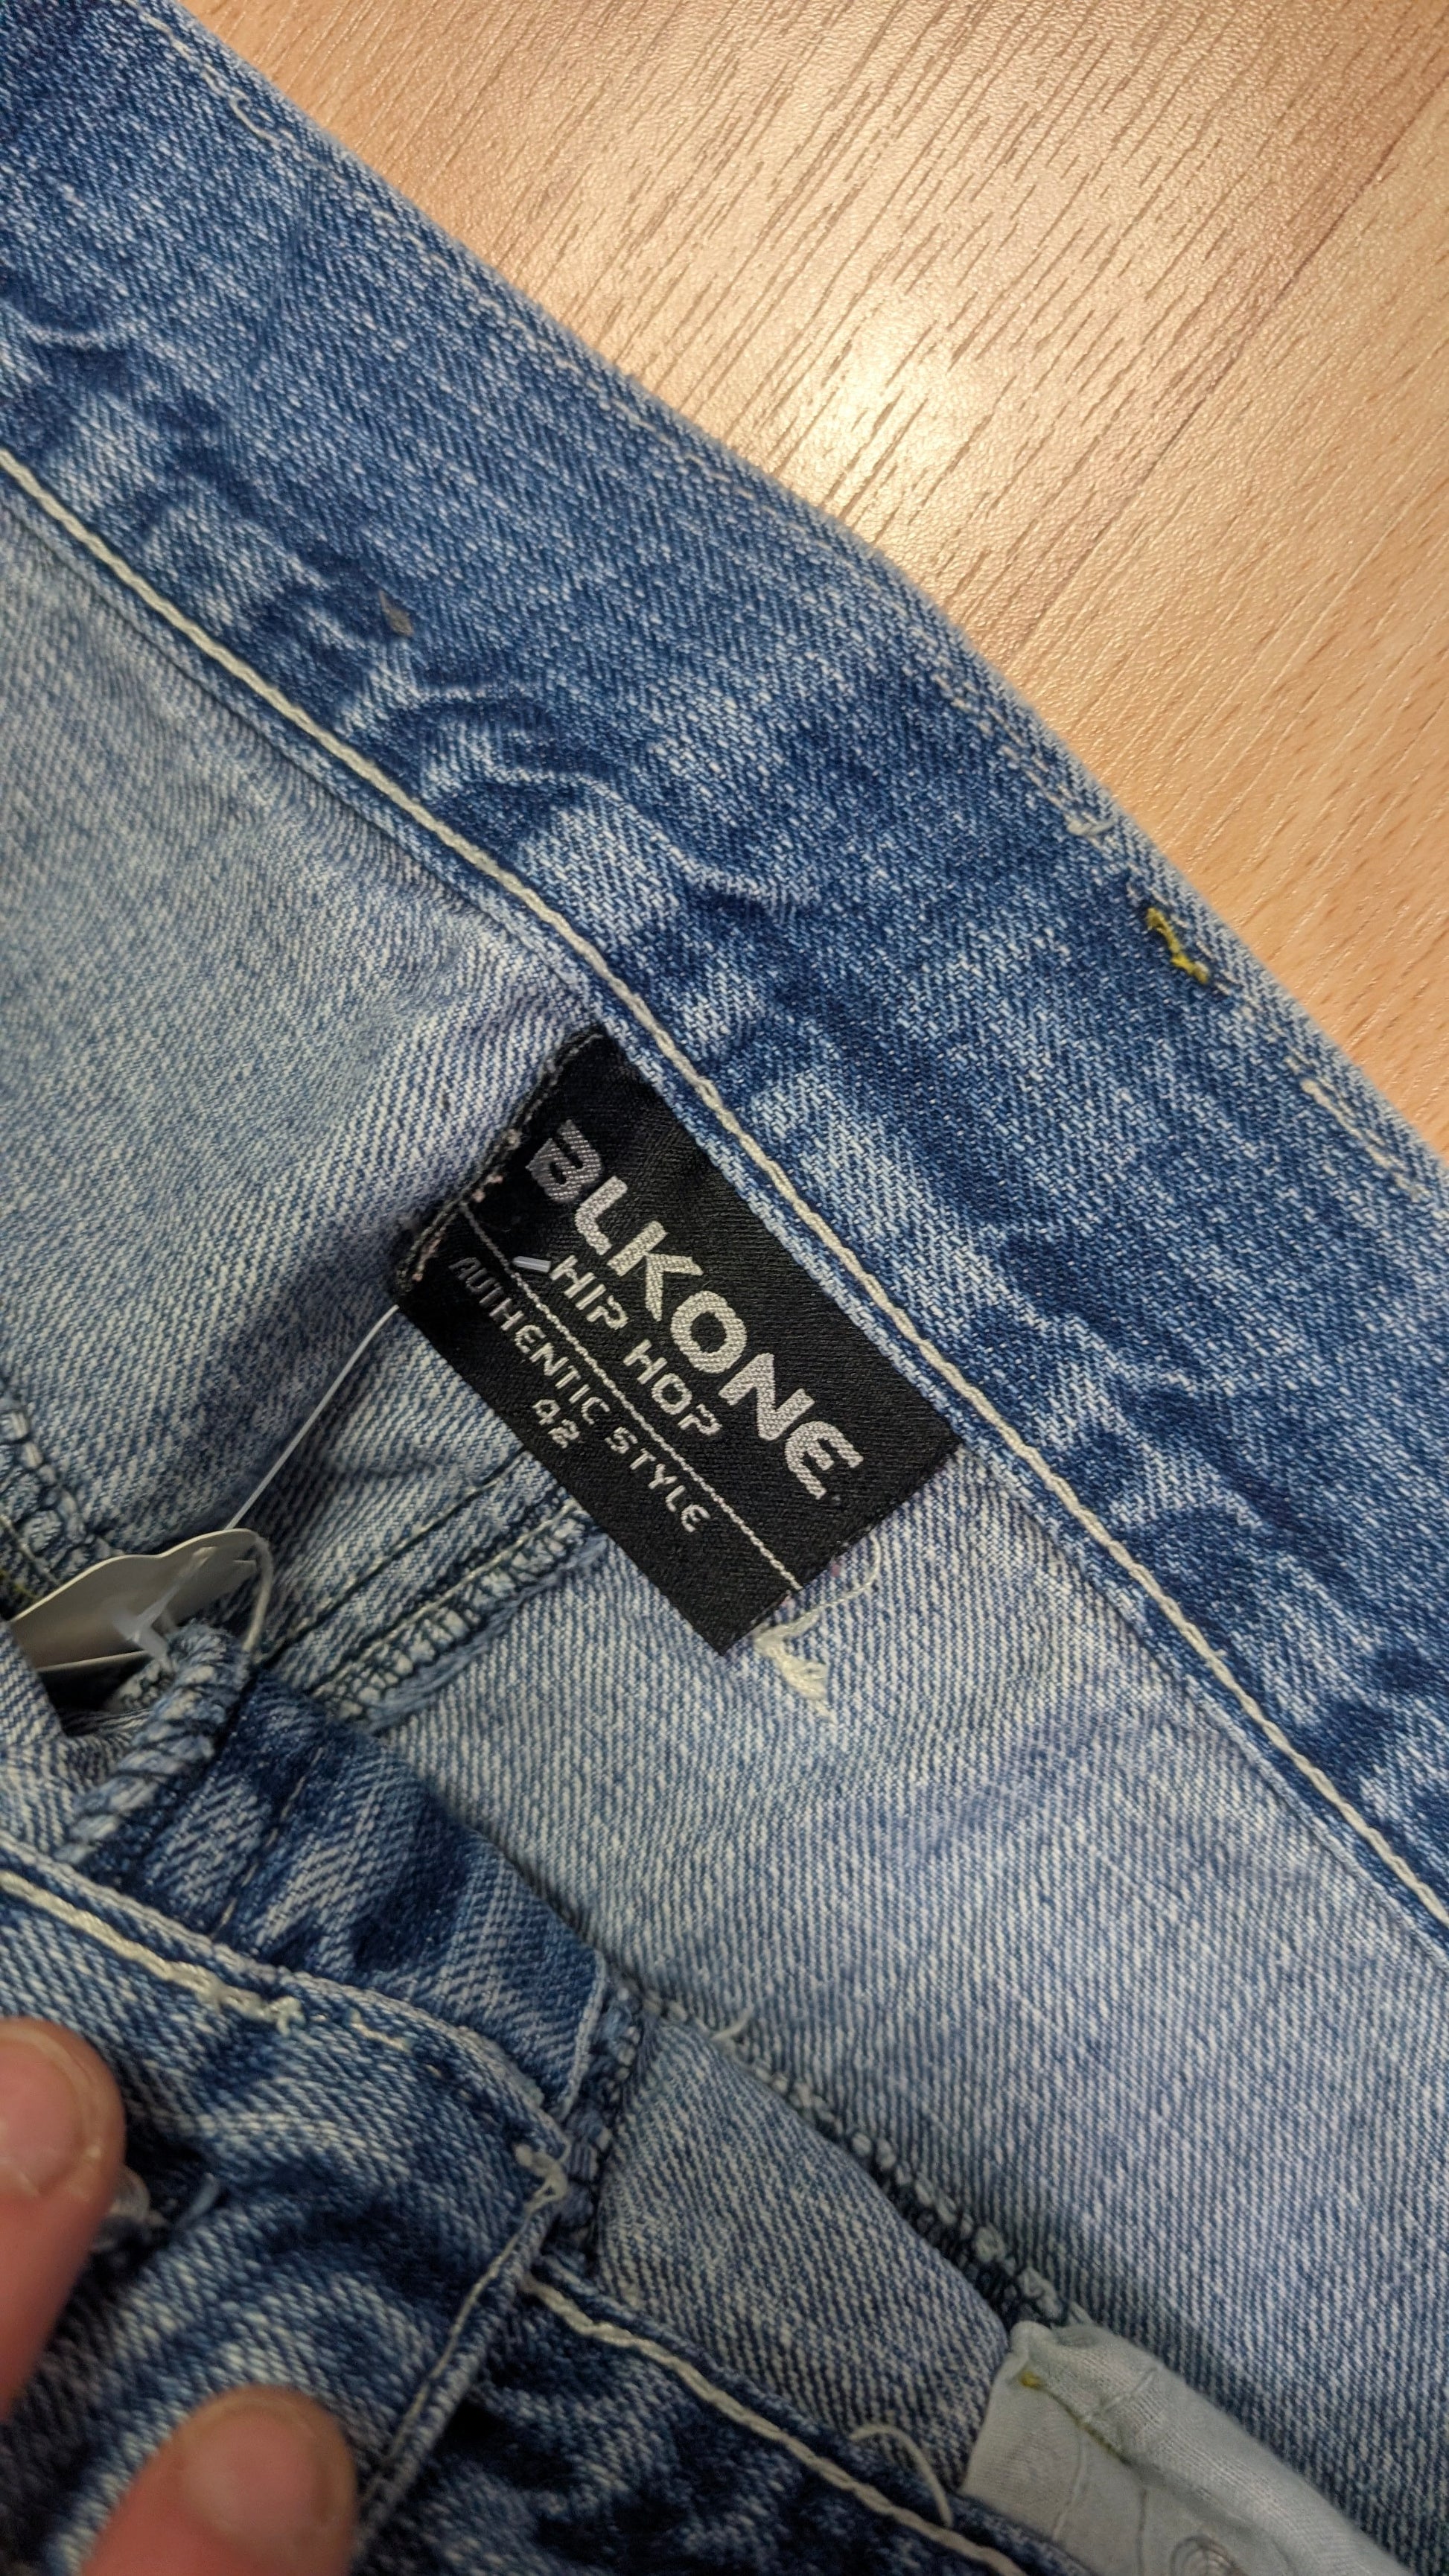 BLKONE
HIP HOP
AUTHENTIC STYLE
42